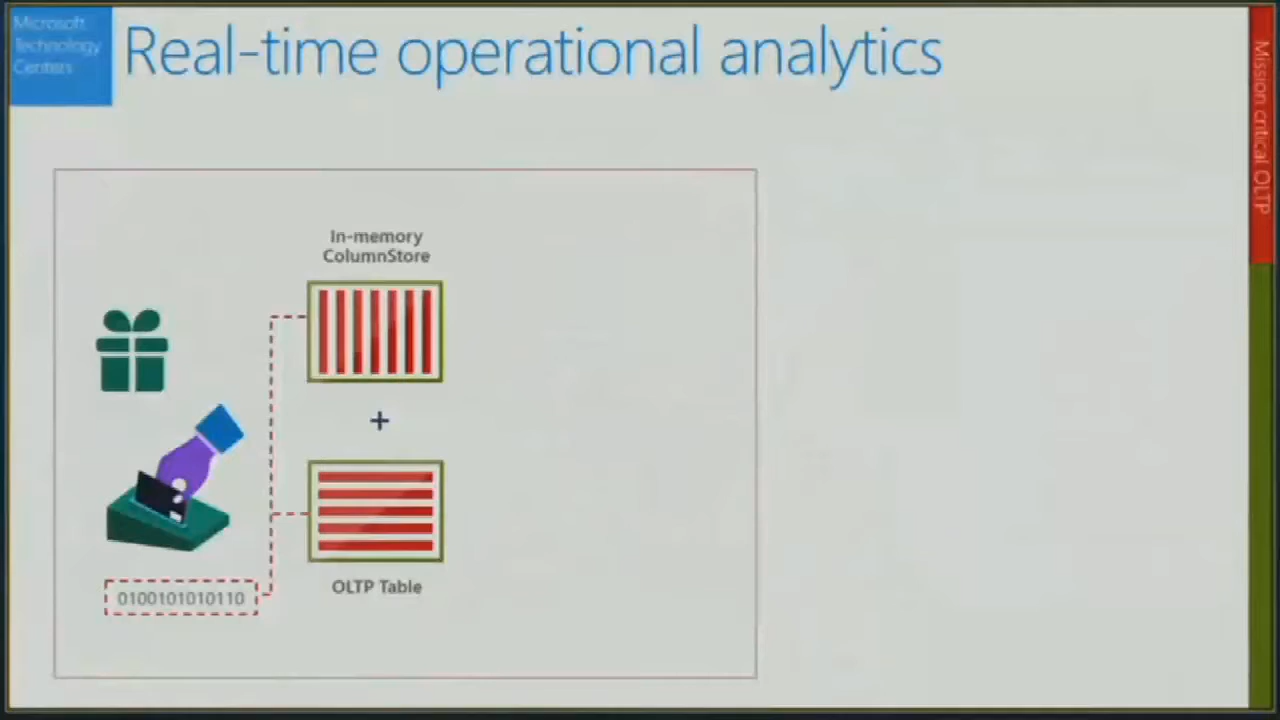 Microsoft
Technology
Centers
Real-time operational analytics
Mission critical OLTP
In-memory
ColumnStore
+
OLTP Table
0100101010110